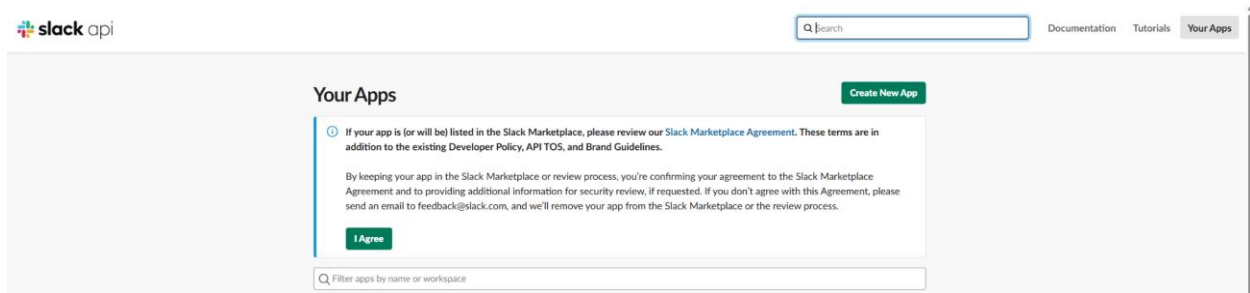 slack api
Search
Documentation Tutorials Your Apps
Your Apps
Create New App
If your app is (or will be) listed in the Slack Marketplace, please review our Slack Marketplace Agreement. These terms are in
addition to the existing Developer Policy, API TOS, and Brand Guidelines.
By keeping your app in the Slack Marketplace or review process, you're confirming your agreement to the Slack Marketplace
Agreement and to providing additional information for security review, if requested. If you don't agree with this Agreement, please
send an email to feedback@slack.com, and we'll remove your app from the Slack Marketplace or the review process.
I Agree
Filter apps by name or workspace